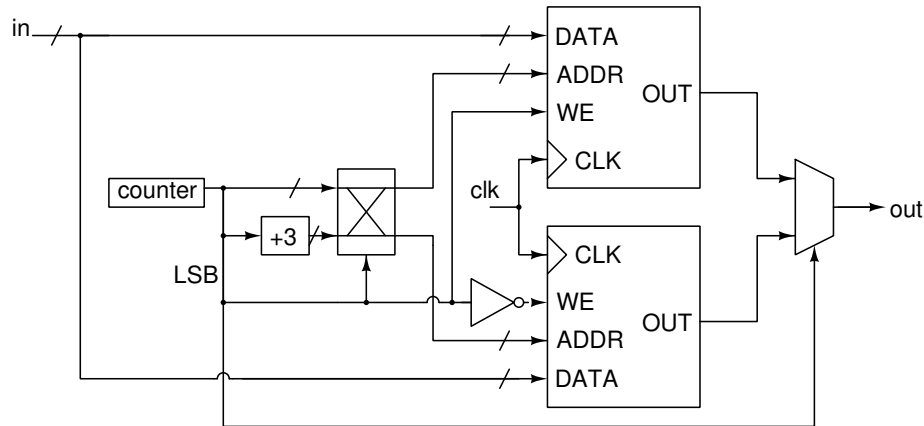 in
DATA
ADDR
WE
OUT
CLK
counter
clk
out
+3
CLK
LSB
WE
OUT
ADDR
DATA